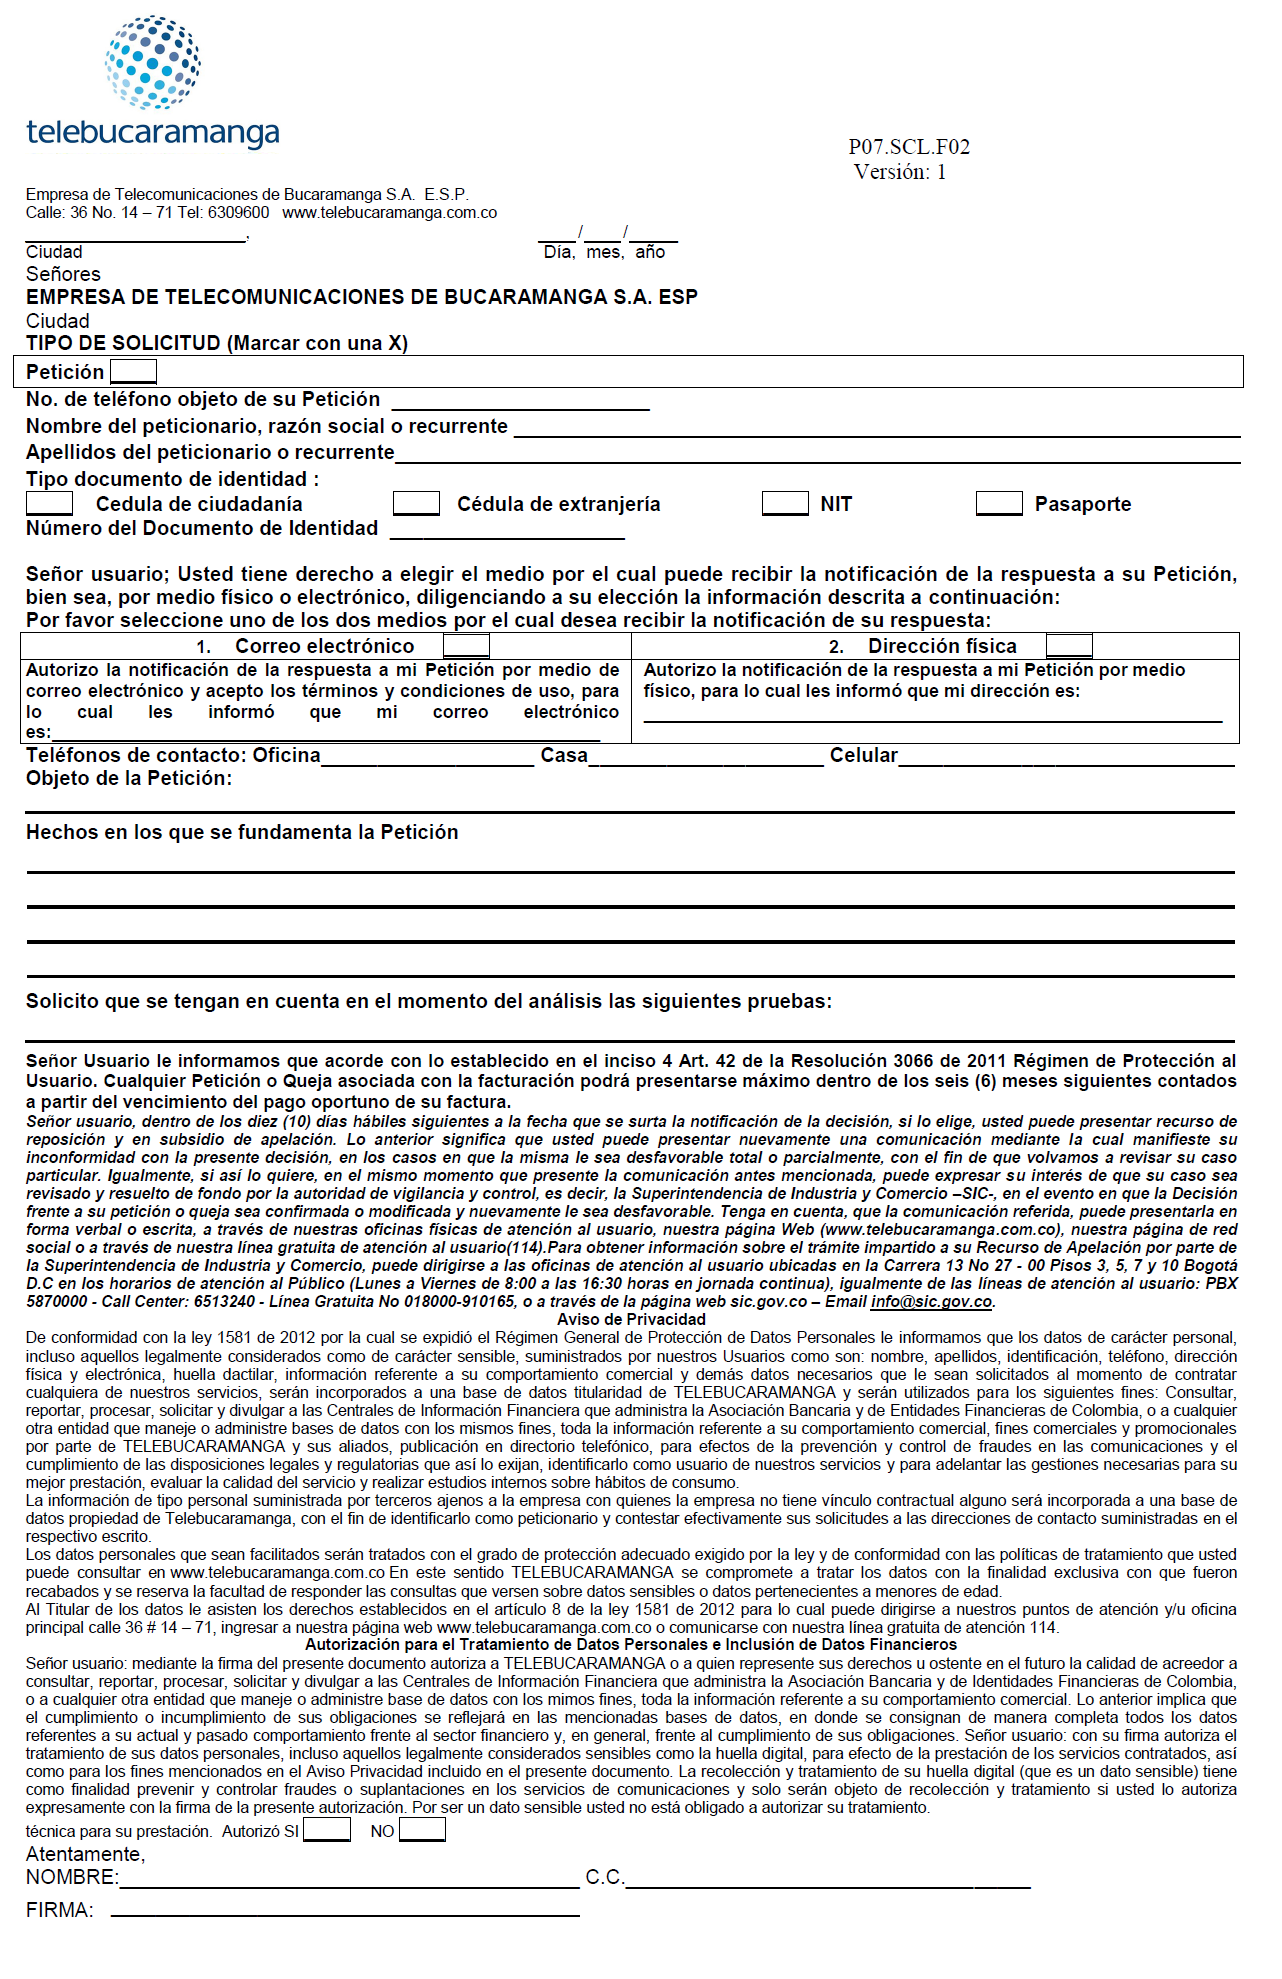 telebucaramanga
P07.SCL.F02
Versión: 1
Empresa de Telecomunicaciones de Bucaramanga S.A. E.S.P.
Calle: 36 No. 14 – 71 Tel: 6309600 www.telebucaramanga.com.co
____________________, ____/____/_____
Ciudad Día, mes, año
Señores
EMPRESA DE TELECOMUNICACIONES DE BUCARAMANGA S.A. ESP
Ciudad
TIPO DE SOLICITUD (Marcar con una X)
Petición
No. de teléfono objeto de su Petición ______________________
Nombre del peticionario, razón social o recurrente ______________________
Apellidos del peticionario o recurrente______________________
Tipo documento de identidad :
Cedula de ciudadanía Cédula de extranjería NIT Pasaporte
Número del Documento de Identidad ____________________
Señor usuario; Usted tiene derecho a elegir el medio por el cual puede recibir la notificación de la respuesta a su Petición,
bien sea, por medio físico o electrónico, diligenciando a su elección la información descrita a continuación:
Por favor seleccione uno de los dos medios por el cual desea recibir la notificación de su respuesta:
1. Correo electrónico
Autorizo la notificación de la respuesta a mi Petición por medio de
correo electrónico y acepto los términos y condiciones de uso, para
lo cual les informó que mi correo electrónico
es:______________________
2. Dirección física
Autorizo la notificación de la respuesta a mi Petición por medio
físico, para lo cual les informó que mi dirección es:
______________________
Teléfonos de contacto: Oficina___________________ Casa_____________________ Celular______________________________
Objeto de la Petición:
Hechos en los que se fundamenta la Petición
Solicito que se tengan en cuenta en el momento del análisis las siguientes pruebas:
Señor Usuario le informamos que acorde con lo establecido en el inciso 4 Art. 42 de la Resolución 3066 de 2011 Régimen de Protección al
Usuario. Cualquier Petición o Queja asociada con la facturación podrá presentarse máximo dentro de los seis (6) meses siguientes contados
a partir del vencimiento del pago oportuno de su factura.
Señor usuario, dentro de los diez (10) días hábiles siguientes a la fecha que se surta la notificación de la decisión, si lo elige, usted puede presentar recurso de
reposición y en subsidio de apelación. Lo anterior significa que usted puede presentar nuevamente una comunicación mediante la cual manifieste su
inconformidad con la presente decisión, en los casos en que la misma le sea desfavorable total o parcialmente, con el fin de que volvamos a revisar su caso
particular. Igualmente, si así lo quiere, en el mismo momento que presente la comunicación antes mencionada, puede expresar su interés de que su caso sea
revisado y resuelto de fondo por la autoridad de vigilancia y control, es decir, la Superintendencia de Industria y Comercio –SIC-, en el evento en que la Decisión
frente a su petición o queja sea confirmada o modificada y nuevamente le sea desfavorable. Tenga en cuenta, que la comunicación referida, puede presentarla en
forma verbal o escrita, a través de nuestras oficinas físicas de atención al usuario, nuestra página Web (www.telebucaramanga.com.co), nuestra página de red
social o a través de nuestra línea gratuita de atención al usuario(114).Para obtener información sobre el trámite impartido a su Recurso de Apelación por parte de
la Superintendencia de Industria y Comercio, puede dirigirse a las oficinas de atención al usuario ubicadas en la Carrera 13 No 27 - 00 Pisos 3, 5, 7 y 10 Bogotá
D.C en los horarios de atención al Público (Lunes a Viernes de 8:00 a las 16:30 horas en jornada continua), igualmente de las líneas de atención al usuario: PBX
5870000 - Call Center: 6513240 - Línea Gratuita No 018000-910165, o a través de la página web sic.gov.co – Email info@sic.gov.co.
Aviso de Privacidad
De conformidad con la ley 1581 de 2012 por la cual se expidió el Régimen General de Protección de Datos Personales le informamos que los datos de carácter personal,
incluso aquellos legalmente considerados como de carácter sensible, suministrados por nuestros Usuarios como son: nombre, apellidos, identificación, teléfono, dirección
física y electrónica, huella dactilar, información referente a su comportamiento comercial y demás datos necesarios que le sean solicitados al momento de contratar
cualquiera de nuestros servicios, serán incorporados a una base de datos titularidad de TELEBUCARAMANGA y serán utilizados para los siguientes fines: Consultar,
reportar, procesar, solicitar y divulgar a las Centrales de Información Financiera que administra la Asociación Bancaria y de Entidades Financieras de Colombia, o a cualquier
otra entidad que maneje o administre bases de datos con los mismos fines, toda la información referente a su comportamiento comercial, fines comerciales y promocionales
por parte de TELEBUCARAMANGA y sus aliados, publicación en directorio telefónico, para efectos de la prevención y control de fraudes en las comunicaciones y el
cumplimiento de las disposiciones legales y regulatorias que así lo exijan, identificarlo como usuario de nuestros servicios y para adelantar las gestiones necesarias para su
mejor prestación, evaluar la calidad del servicio y realizar estudios internos sobre hábitos de consumo.
La información de tipo personal suministrada por terceros ajenos a la empresa con quienes la empresa no tiene vínculo contractual alguno será incorporada a una base de
datos propiedad de Telebucaramanga, con el fin de identificarlo como peticionario y contestar efectivamente sus solicitudes a las direcciones de contacto suministradas en el
respectivo escrito.
Los datos personales que sean facilitados serán tratados con el grado de protección adecuado exigido por la ley y de conformidad con las políticas de tratamiento que usted
puede consultar en www.telebucaramanga.com.co En este sentido TELEBUCARAMANGA se compromete a tratar los datos con la finalidad exclusiva con que fueron
recabados y se reserva la facultad de responder las consultas que versen sobre datos sensibles o datos pertenecientes a menores de edad.
Al Titular de los datos le asisten los derechos establecidos en el artículo 8 de la ley 1581 de 2012 para lo cual puede dirigirse a nuestros puntos de atención y/u oficina
principal calle 36 # 14 – 71, ingresar a nuestra página web www.telebucaramanga.com.co o comunicarse con nuestra línea gratuita de atención 114.
Autorización para el Tratamiento de Datos Personales e Inclusión de Datos Financieros
Señor usuario: mediante la firma del presente documento autoriza a TELEBUCARAMANGA o a quien represente sus derechos u ostente en el futuro la calidad de acreedor a
consultar, reportar, procesar, solicitar y divulgar a las Centrales de Información Financiera que administra la Asociación Bancaria y de Identidades Financieras de Colombia,
o a cualquier otra entidad que maneje o administre base de datos con los mimos fines, toda la información referente a su comportamiento comercial. Lo anterior implica que
el cumplimiento o incumplimiento de sus obligaciones se reflejará en las mencionadas bases de datos, en donde se consignan de manera completa todos los datos
referentes a su actual y pasado comportamiento frente al sector financiero y, en general, frente al cumplimiento de sus obligaciones. Señor usuario: con su firma autoriza el
tratamiento de sus datos personales, incluso aquellos legalmente considerados sensibles como la huella digital, para efecto de la prestación de los servicios contratados, así
como para los fines mencionados en el Aviso Privacidad incluido en el presente documento. La recolección y tratamiento de su huella digital (que es un dato sensible) tiene
como finalidad prevenir y controlar fraudes o suplantaciones en los servicios de comunicaciones y solo serán objeto de recolección y tratamiento si usted lo autoriza
expresamente con la firma de la presente autorización. Por ser un dato sensible usted no está obligado a autorizar su tratamiento.
técnica para su prestación. Autorizó SI NO
Atentamente,
NOMBRE:______________________ C.C.______________________
FIRMA: ______________________